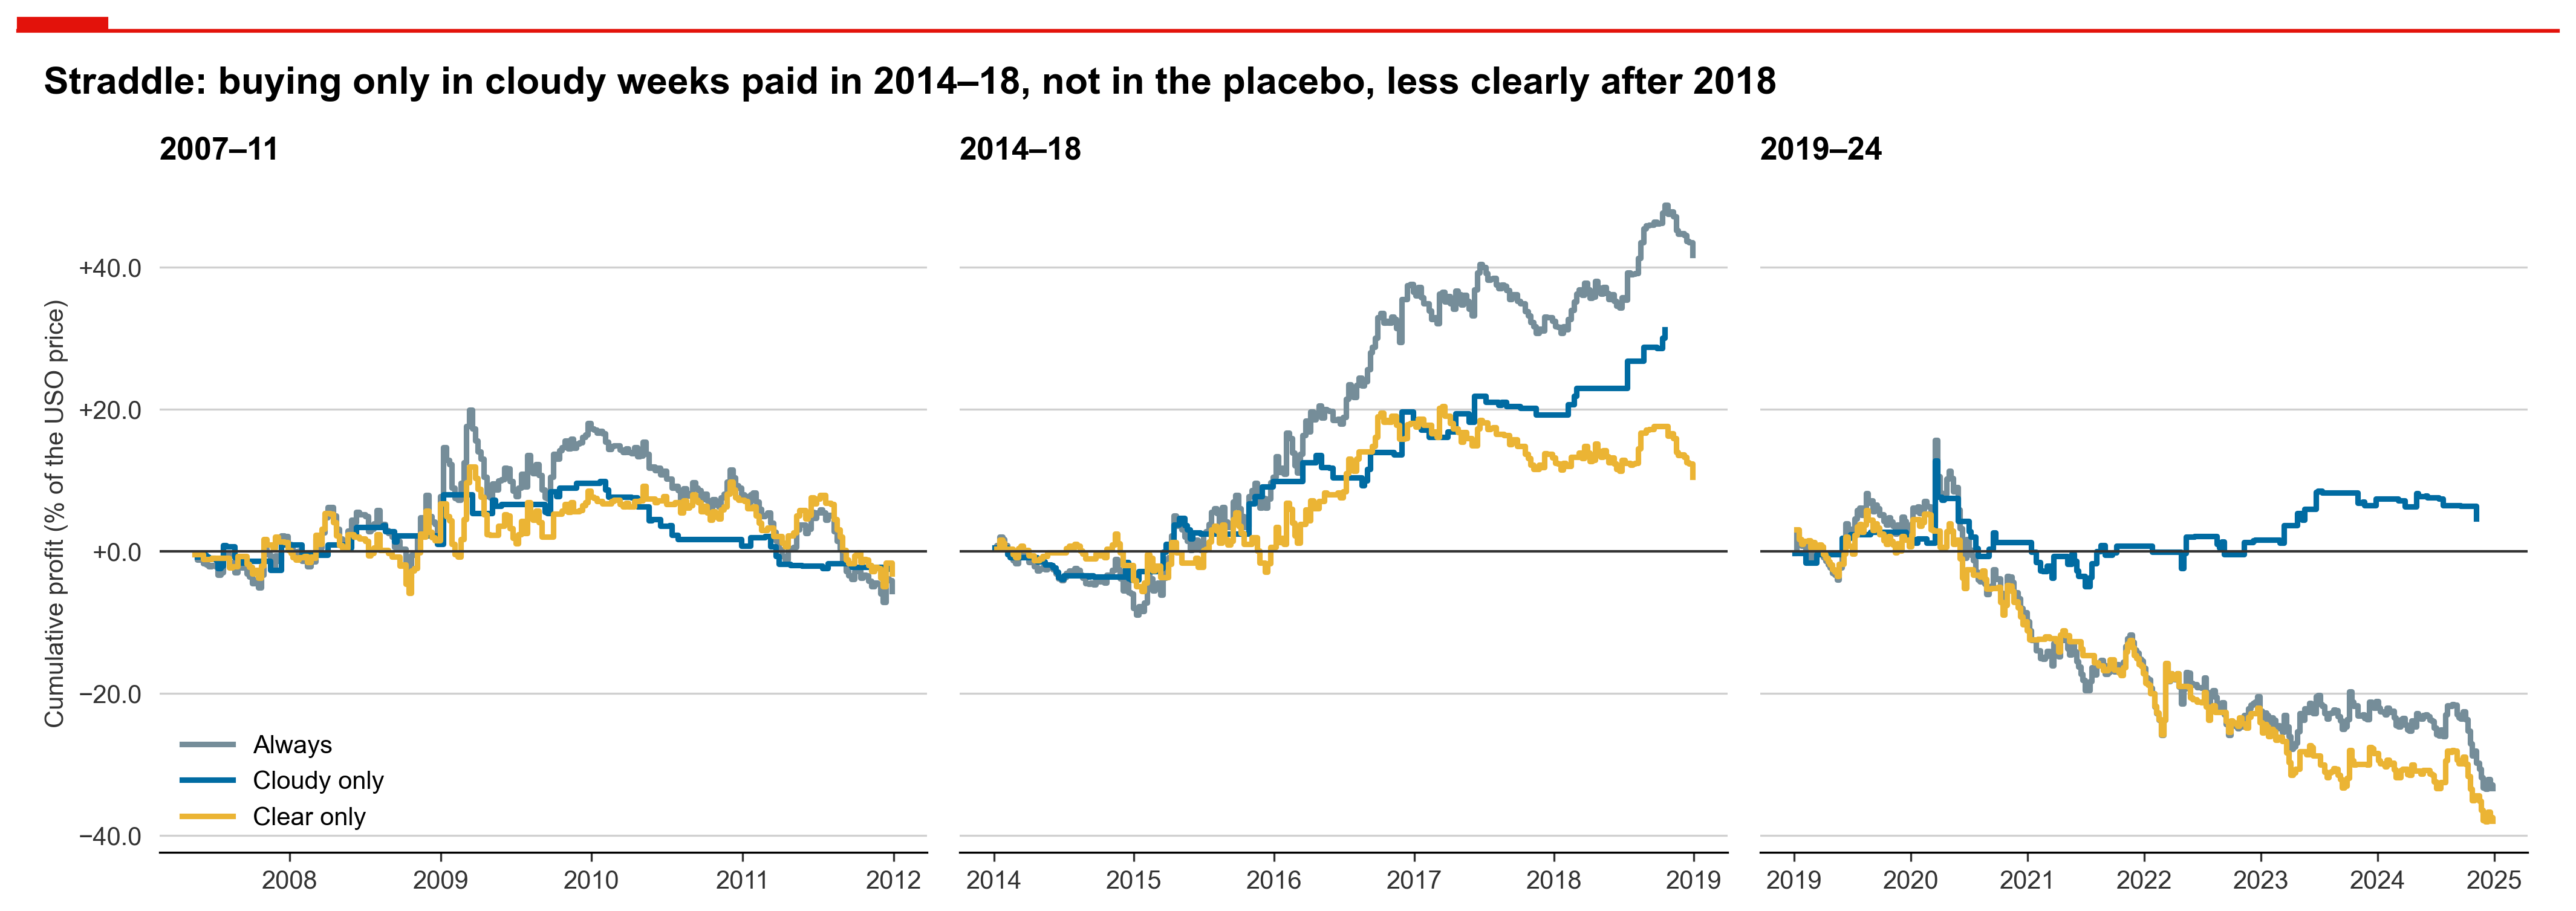 Straddle: buying only in cloudy weeks paid in 2014–18, not in the placebo, less clearly after 2018
2007–11
2014–18
2019–24
Cumulative profit (% of the USO price)
+40.0
+20.0
+0.0
−20.0
−40.0
Always
Cloudy only
Clear only
2008 2009 2010 2011 2012
2014 2015 2016 2017 2018 2019
2019 2020 2021 2022 2023 2024 2025